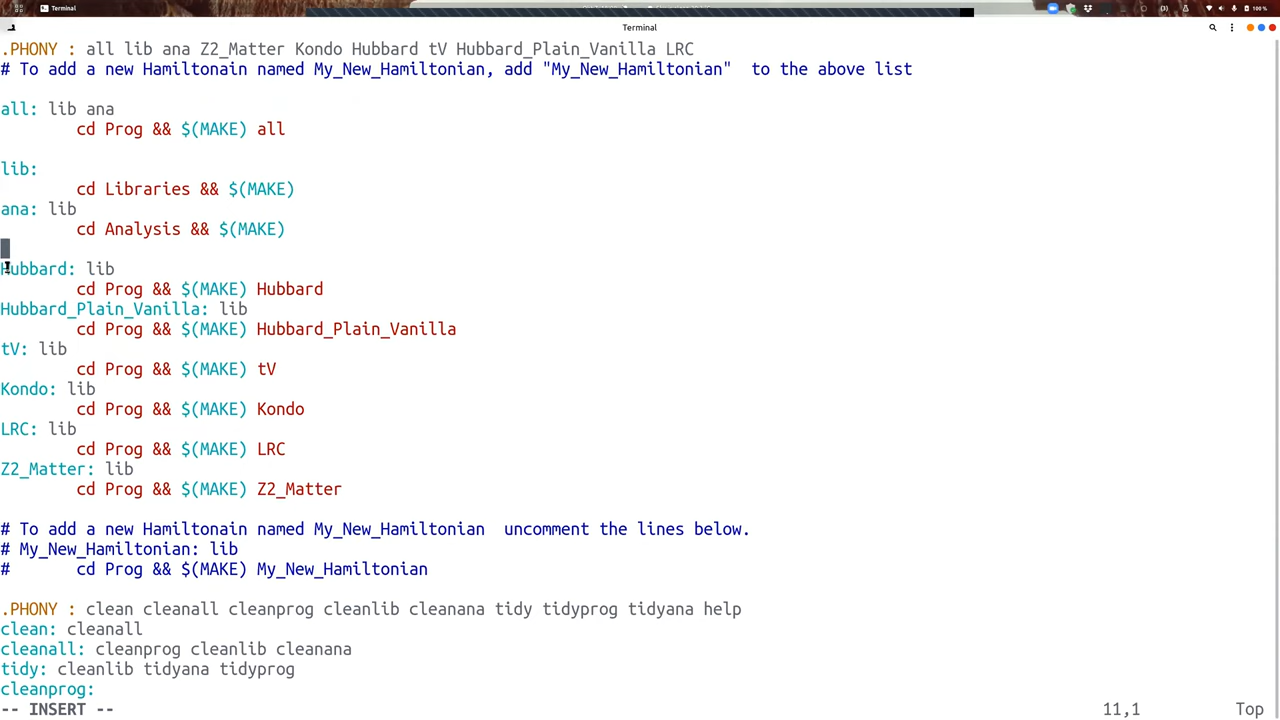 Terminal
100 %
Terminal
.PHONY : all lib ana Z2_Matter Kondo Hubbard tV Hubbard_Plain_Vanilla LRC
# To add a new Hamiltonain named My_New_Hamiltonian, add "My_New_Hamiltonian"  to the above list
all: lib ana
cd Prog && $(MAKE) all
lib:
cd Libraries && $(MAKE)
ana: lib
cd Analysis && $(MAKE)
Hubbard: lib
cd Prog && $(MAKE) Hubbard
Hubbard_Plain_Vanilla: lib
cd Prog && $(MAKE) Hubbard_Plain_Vanilla
tV: lib
cd Prog && $(MAKE) tV
Kondo: lib
cd Prog && $(MAKE) Kondo
LRC: lib
cd Prog && $(MAKE) LRC
Z2_Matter: lib
cd Prog && $(MAKE) Z2_Matter
# To add a new Hamiltonain named My_New_Hamiltonian  uncomment the lines below.
# My_New_Hamiltonian: lib
#       cd Prog && $(MAKE) My_New_Hamiltonian
.PHONY : clean cleanall cleanprog cleanlib cleanana tidy tidyprog tidyana help
clean: cleanall
cleanall: cleanprog cleanlib cleanana
tidy: cleanlib tidyana tidyprog
cleanprog:
-- INSERT -- 11,1 Top